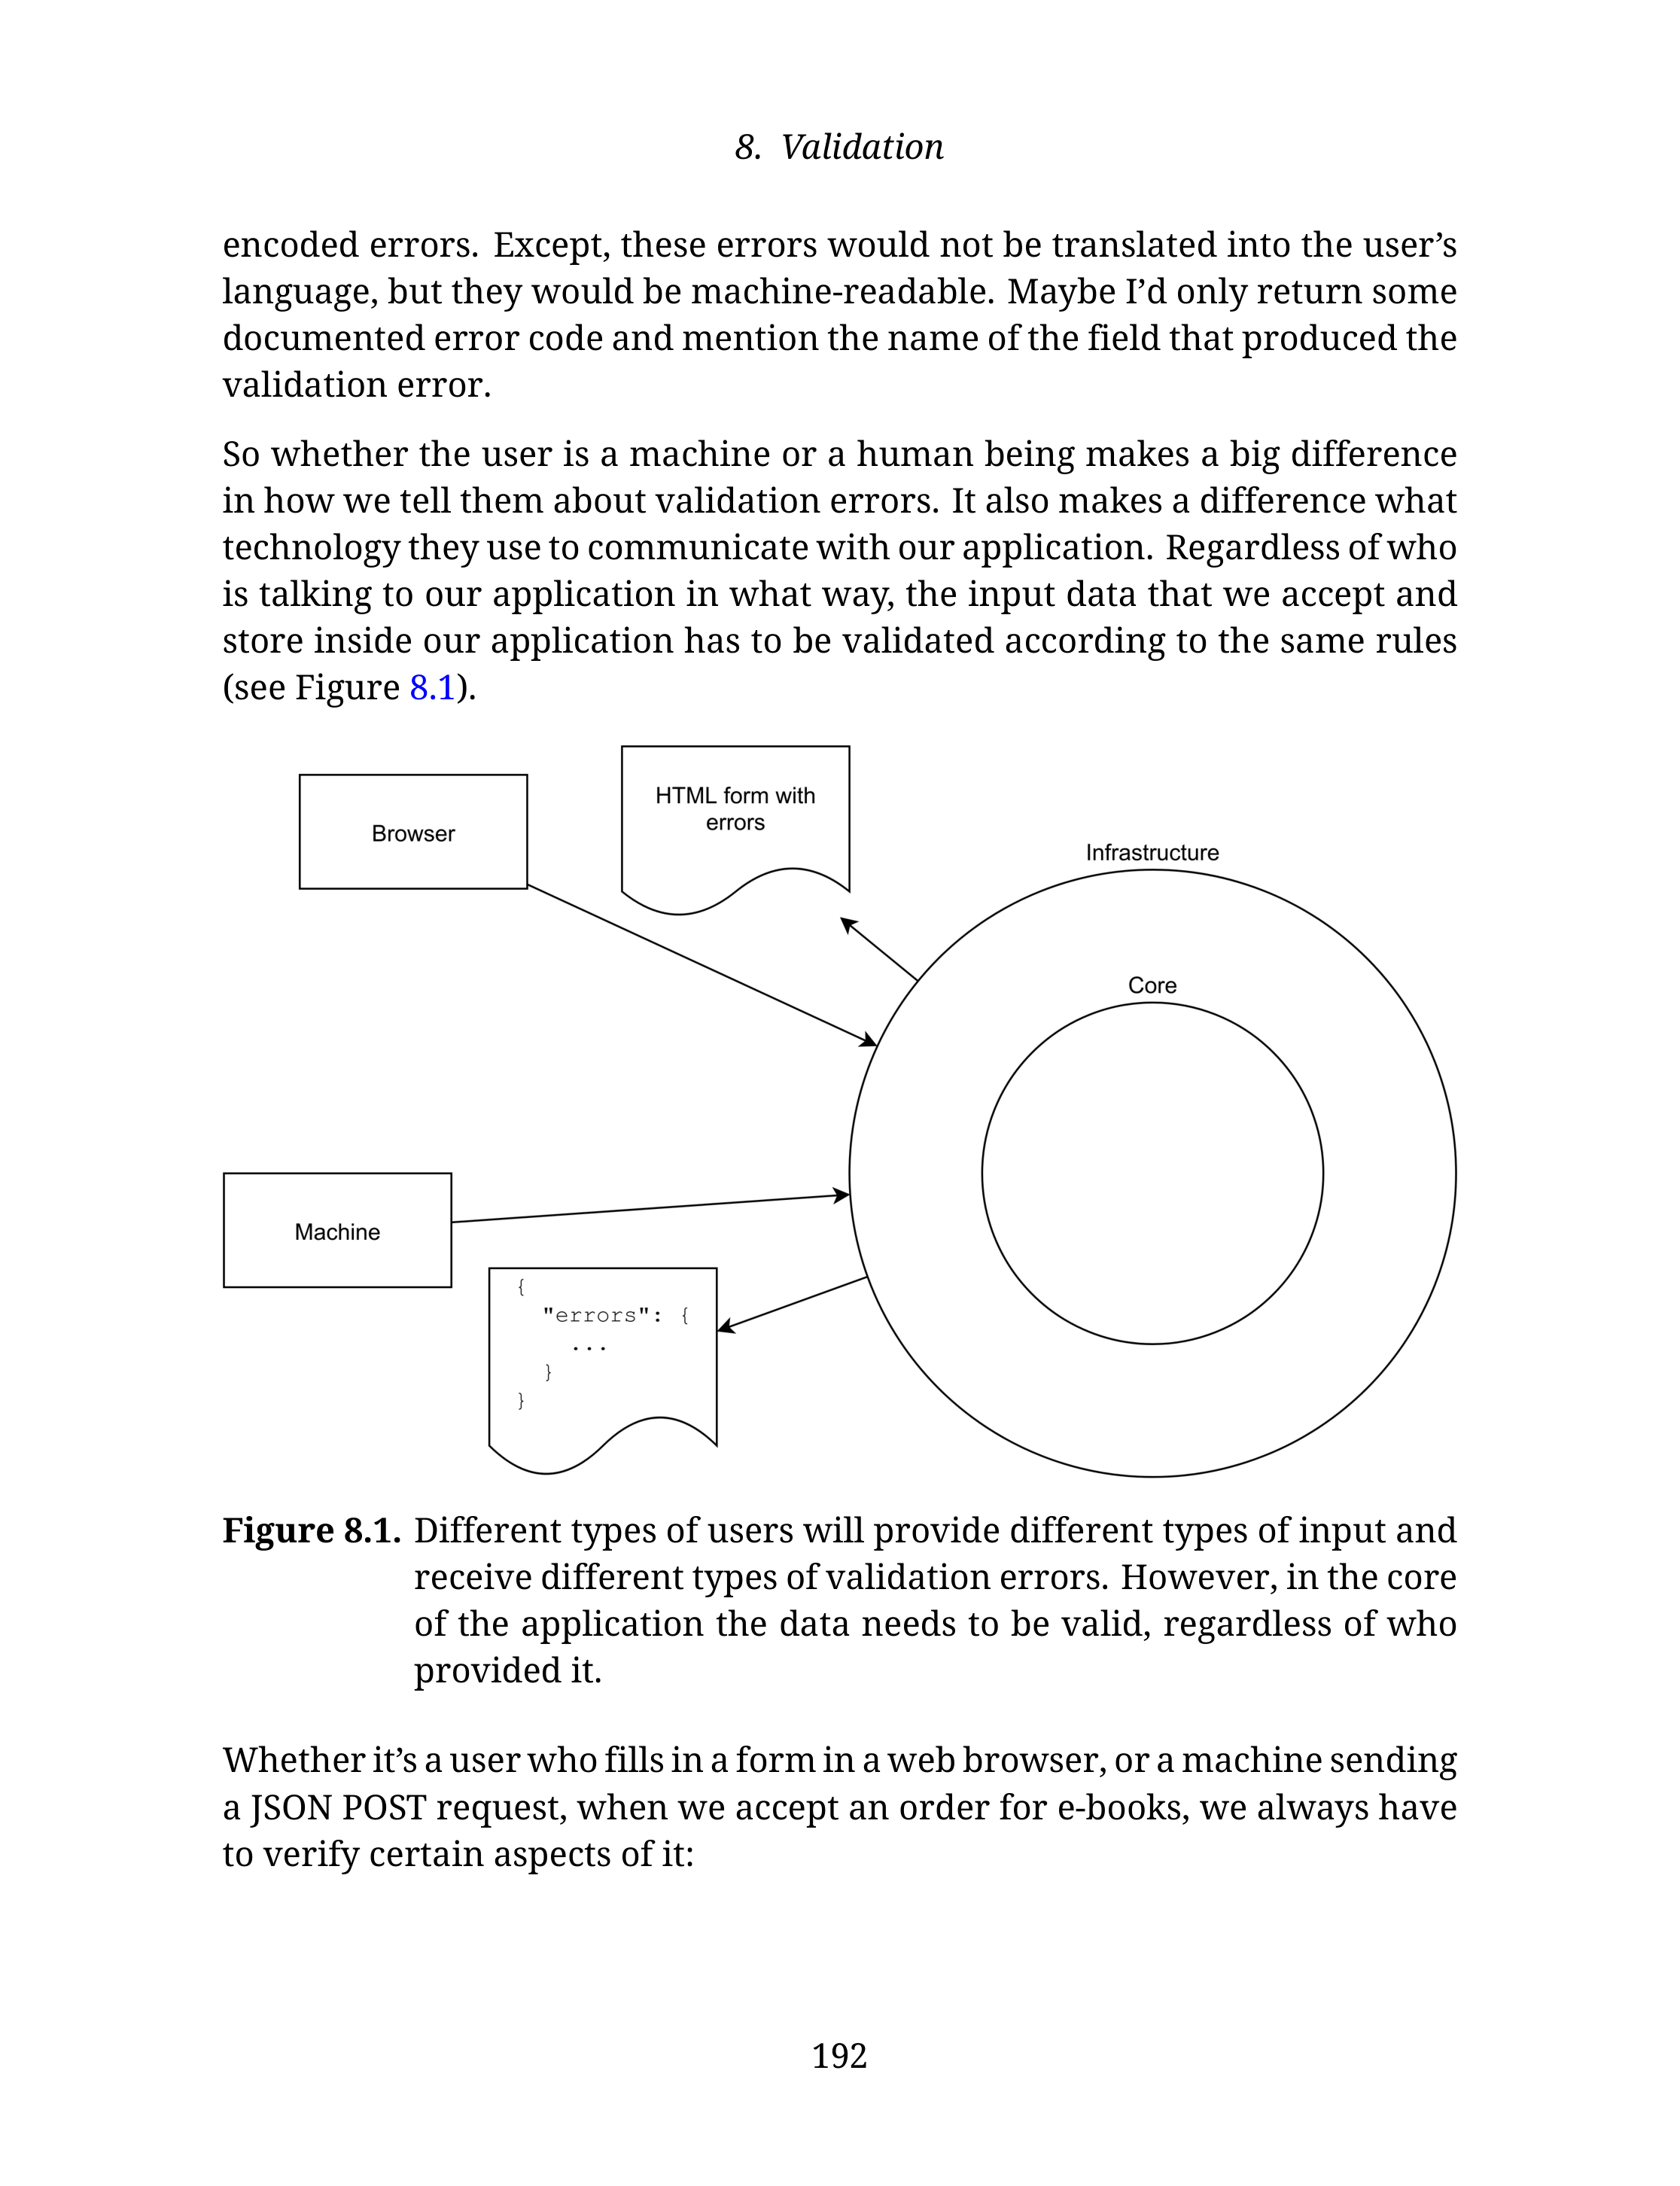 8. Validation
encoded errors. Except, these errors would not be translated into the user’s
language, but they would be machine-readable. Maybe I’d only return some
documented error code and mention the name of the field that produced the
validation error.
So whether the user is a machine or a human being makes a big difference
in how we tell them about validation errors. It also makes a difference what
technology they use to communicate with our application. Regardless of who
is talking to our application in what way, the input data that we accept and
store inside our application has to be validated according to the same rules
(see Figure 8.1).
HTML form with
errors
Browser
Infrastructure
Core
Machine
{
"errors": {
...
}
}
Figure 8.1. Different types of users will provide different types of input and
receive different types of validation errors. However, in the core
of the application the data needs to be valid, regardless of who
provided it.
Whether it’s a user who fills in a form in a web browser, or a machine sending
a JSON POST request, when we accept an order for e-books, we always have
to verify certain aspects of it:
192